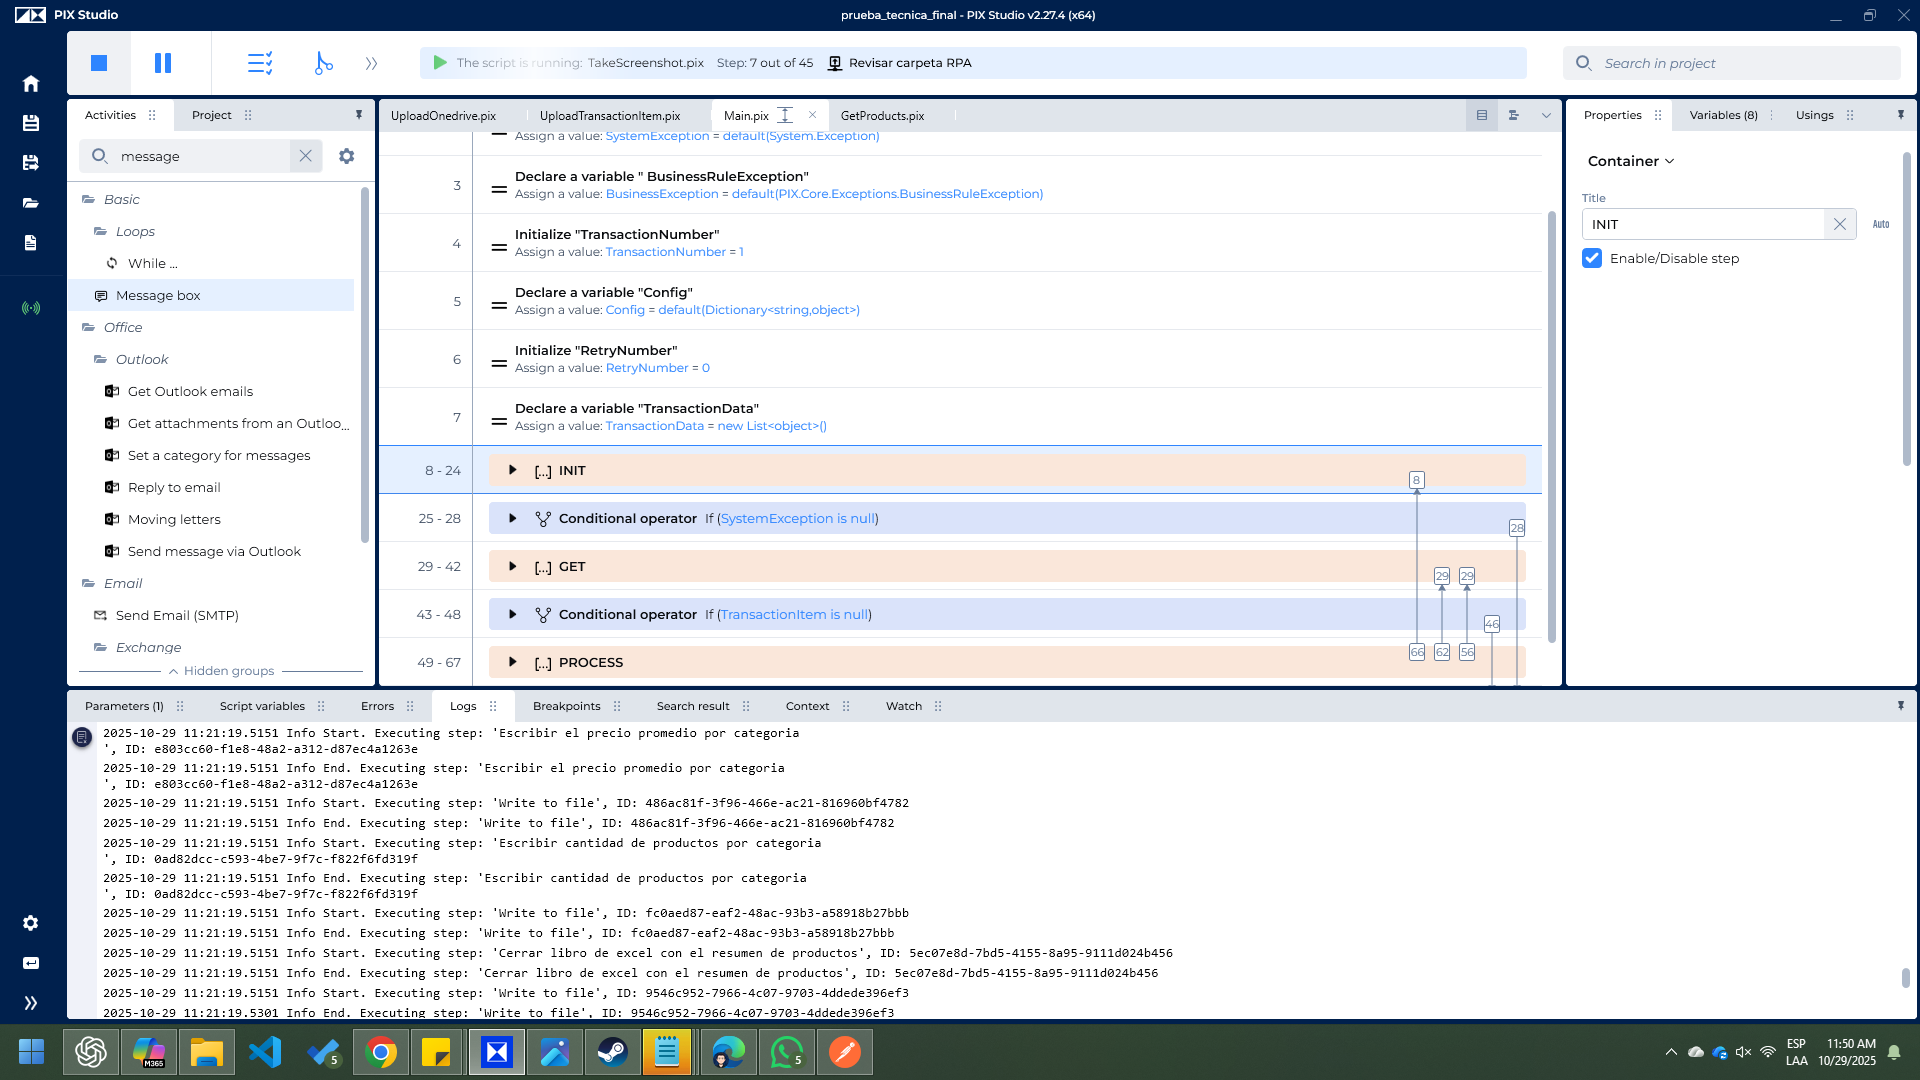 PIX Studio
prueba_tecnica_final - PIX Studio v2.27.4 (x64)
The script is running: TakeScreenshot.pix Step: 7 out of 45 Revisar carpeta RPA
Search in project
Activities
Project
message
Basic
Loops
While ...
Message box
Office
Outlook
Get Outlook emails
Get attachments from an Outloo...
Set a category for messages
Reply to email
Moving letters
Send message via Outlook
Email
Send Email (SMTP)
Exchange
Hidden groups
UploadOnedrive.pix
UploadTransactionItem.pix
Main.pix
GetProducts.pix
Assign a value: SystemException = default(System.Exception)
3
Declare a variable " BusinessRuleException"
Assign a value: BusinessException = default(PIX.Core.Exceptions.BusinessRuleException)
4
Initialize "TransactionNumber"
Assign a value: TransactionNumber = 1
5
Declare a variable "Config"
Assign a value: Config = default(Dictionary<string,object>)
6
Initialize "RetryNumber"
Assign a value: RetryNumber = 0
7
Declare a variable "TransactionData"
Assign a value: TransactionData = new List<object>()
8 - 24 [...] INIT
8
25 - 28 Conditional operator If (SystemException is null)
28
29 - 42 [...] GET
29 29
43 - 48 Conditional operator If (TransactionItem is null)
46
49 - 67 [...] PROCESS
66 62 56
Properties
Variables (8)
Usings
Container
Title
INIT
Auto
Enable/Disable step
Parameters (1)
Script variables
Errors
Logs
Breakpoints
Search result
Context
Watch
2025-10-29 11:21:19.5151 Info Start. Executing step: 'Escribir el precio promedio por categoria
', ID: e803cc60-f1e8-48a2-a312-d87ec4a1263e
2025-10-29 11:21:19.5151 Info End. Executing step: 'Escribir el precio promedio por categoria
', ID: e803cc60-f1e8-48a2-a312-d87ec4a1263e
2025-10-29 11:21:19.5151 Info Start. Executing step: 'Write to file', ID: 486ac81f-3f96-466e-ac21-816960bf4782
2025-10-29 11:21:19.5151 Info End. Executing step: 'Write to file', ID: 486ac81f-3f96-466e-ac21-816960bf4782
2025-10-29 11:21:19.5151 Info Start. Executing step: 'Escribir cantidad de productos por categoria
', ID: 0ad82dcc-c593-4be7-9f7c-f822f6fd319f
2025-10-29 11:21:19.5151 Info End. Executing step: 'Escribir cantidad de productos por categoria
', ID: 0ad82dcc-c593-4be7-9f7c-f822f6fd319f
2025-10-29 11:21:19.5151 Info Start. Executing step: 'Write to file', ID: fc0aed87-eaf2-48ac-93b3-a58918b27bbb
2025-10-29 11:21:19.5151 Info End. Executing step: 'Write to file', ID: fc0aed87-eaf2-48ac-93b3-a58918b27bbb
2025-10-29 11:21:19.5151 Info Start. Executing step: 'Cerrar libro de excel con el resumen de productos', ID: 5ec07e8d-7bd5-4155-8a95-9111d024b456
2025-10-29 11:21:19.5151 Info End. Executing step: 'Cerrar libro de excel con el resumen de productos', ID: 5ec07e8d-7bd5-4155-8a95-9111d024b456
2025-10-29 11:21:19.5151 Info Start. Executing step: 'Write to file', ID: 9546c952-7966-4c07-9703-4ddede396ef3
2025-10-29 11:21:19.5301 Info End. Executing step: 'Write to file', ID: 9546c952-7966-4c07-9703-4ddede396ef3
M365
5
5
ESP
LAA
11:50 AM
10/29/2025